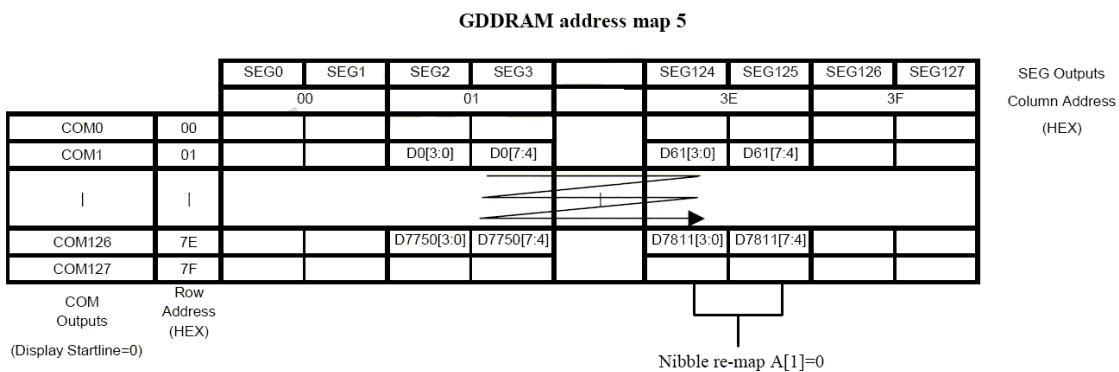 GDDRAM address map 5
SEG0 SEG1 SEG2 SEG3 SEG124 SEG125 SEG126 SEG127 SEG Outputs
00 01 3E 3F Column Address
(HEX)
COM0 00
COM1 01 D0[3:0] D0[7:4] D61[3:0] D61[7:4]
COM126 7E D7750[3:0] D7750[7:4] D7811[3:0] D7811[7:4]
COM127 7F
COM
Outputs
(Display Startline=0)
Row
Address
(HEX)
Nibble re-map A[1]=0